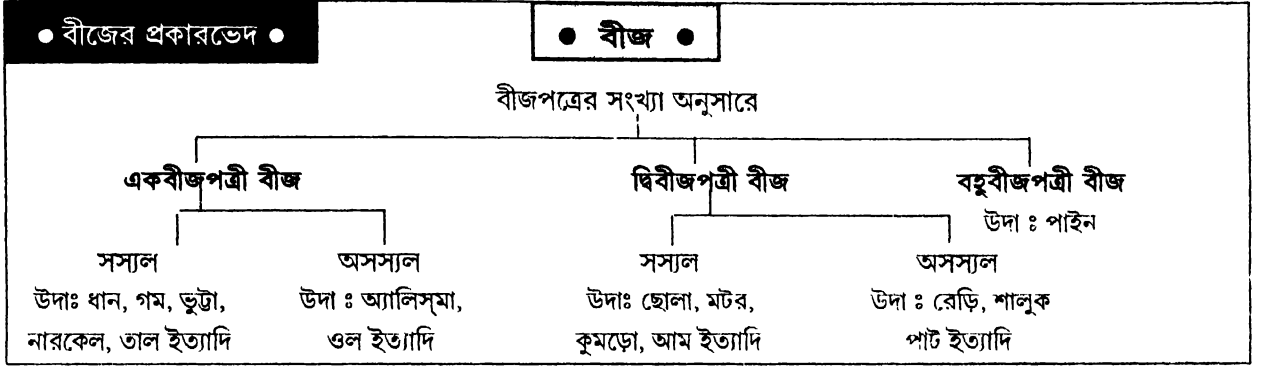 ● বীজের প্রকারভেদ ●
● বীজ ●
বীজপত্রের সংখ্যা অনুসারে
একবীজপত্রী বীজ
দ্বিবীজপত্রী বীজ
বহুবীজপত্রী বীজ
উদা ঃ পাইন
সস্যল
উদাঃ ধান, গম, ভুট্টা,
নারকেল, তাল ইত্যাদি
অসস্যল
উদা ঃ অ্যালিস্‌মা,
ওল ইত্যাদি
সস্যল
উদাঃ ছোলা, মটর,
কুমড়ো, আম ইত্যাদি
অসস্যল
উদা ঃ রেড়ি, শালুক
পাট ইত্যাদি